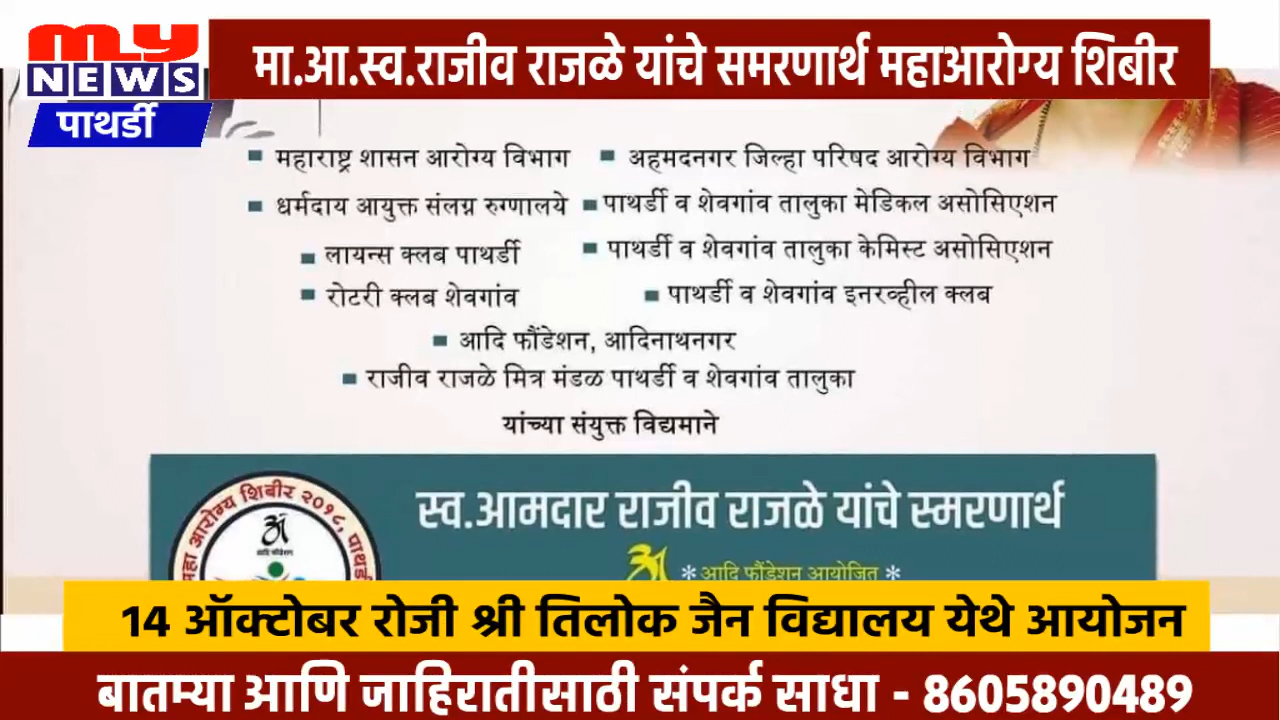 my
NEWS
पाथर्डी
मा.आ.स्व.राजीव राजळे यांचे समरणार्थ महाआरोग्य शिबीर
महाराष्ट्र शासन आरोग्य विभाग
अहमदनगर जिल्हा परिषद आरोग्य विभाग
धर्मदाय आयुक्त संलग्न रुग्णालये
पाथर्डी व शेवगांव तालुका मेडिकल असोसिएशन
लायन्स क्लब पाथर्डी
पाथर्डी व शेवगांव तालुका केमिस्ट असोसिएशन
रोटरी क्लब शेवगांव
पाथर्डी व शेवगांव इनरव्हील क्लब
आदि फौंडेशन, आदिनाथनगर
राजीव राजळे मित्र मंडळ पाथर्डी व शेवगांव तालुका
यांच्या संयुक्त विद्यमाने
महा आरोग्य शिबीर २०१८, पाथर्डी
आदि फौंडेशन
स्व.आमदार राजीव राजळे यांचे स्मरणार्थ
* आदि फौंडेशन आयोजित *
14 ऑक्टोबर रोजी श्री तिलोक जैन विद्यालय येथे आयोजन
बातम्या आणि जाहिरातीसाठी संपर्क साधा - 8605890489